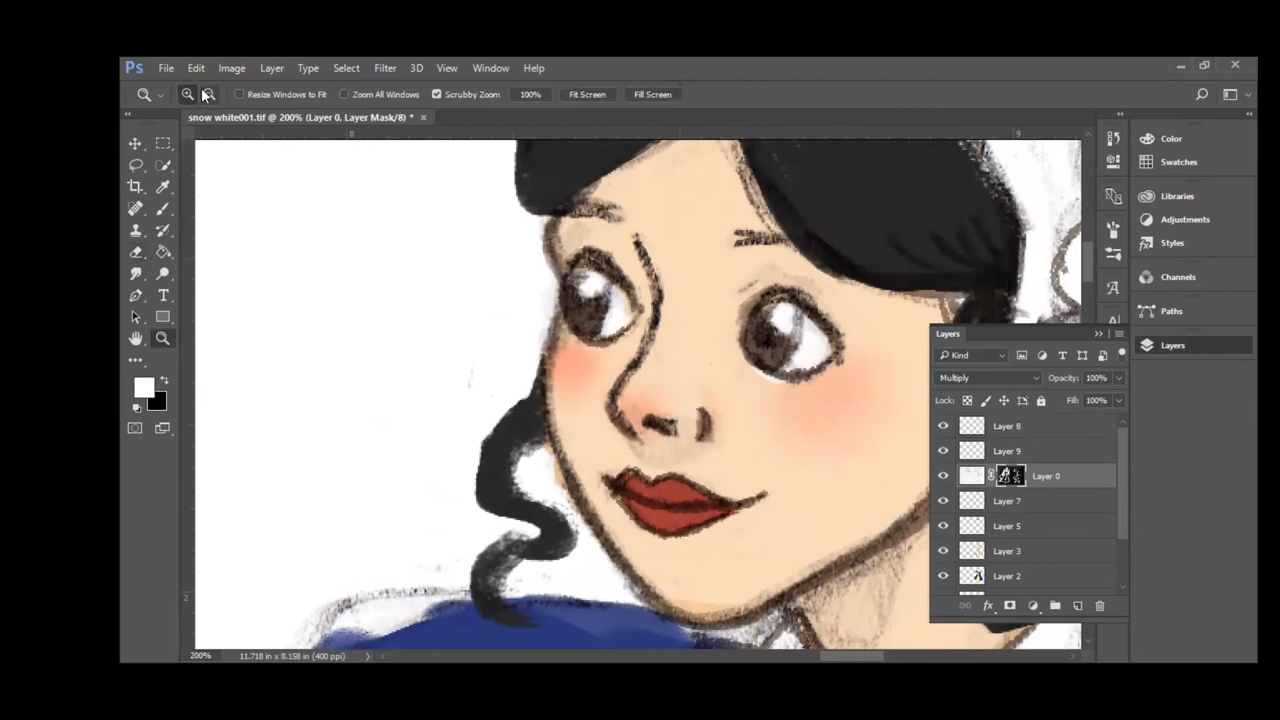 Ps File Edit Image Layer Type Select Filter 3D View Window Help
Resize Windows to Fit Zoom All Windows Scrubby Zoom 100% Fit Screen Fill Screen
snow white001.tif @ 200% (Layer 0, Layer Mask/8) *
8 9
2
Color
Swatches
Libraries
Adjustments
Styles
Channels
Paths
Layers
Layers
Kind
Multiply Opacity: 100%
Lock: Fill: 100%
Layer 8
Layer 9
Layer 0
Layer 7
Layer 5
Layer 3
Layer 2
200% 11.718 in x 8.158 in (400 ppi)